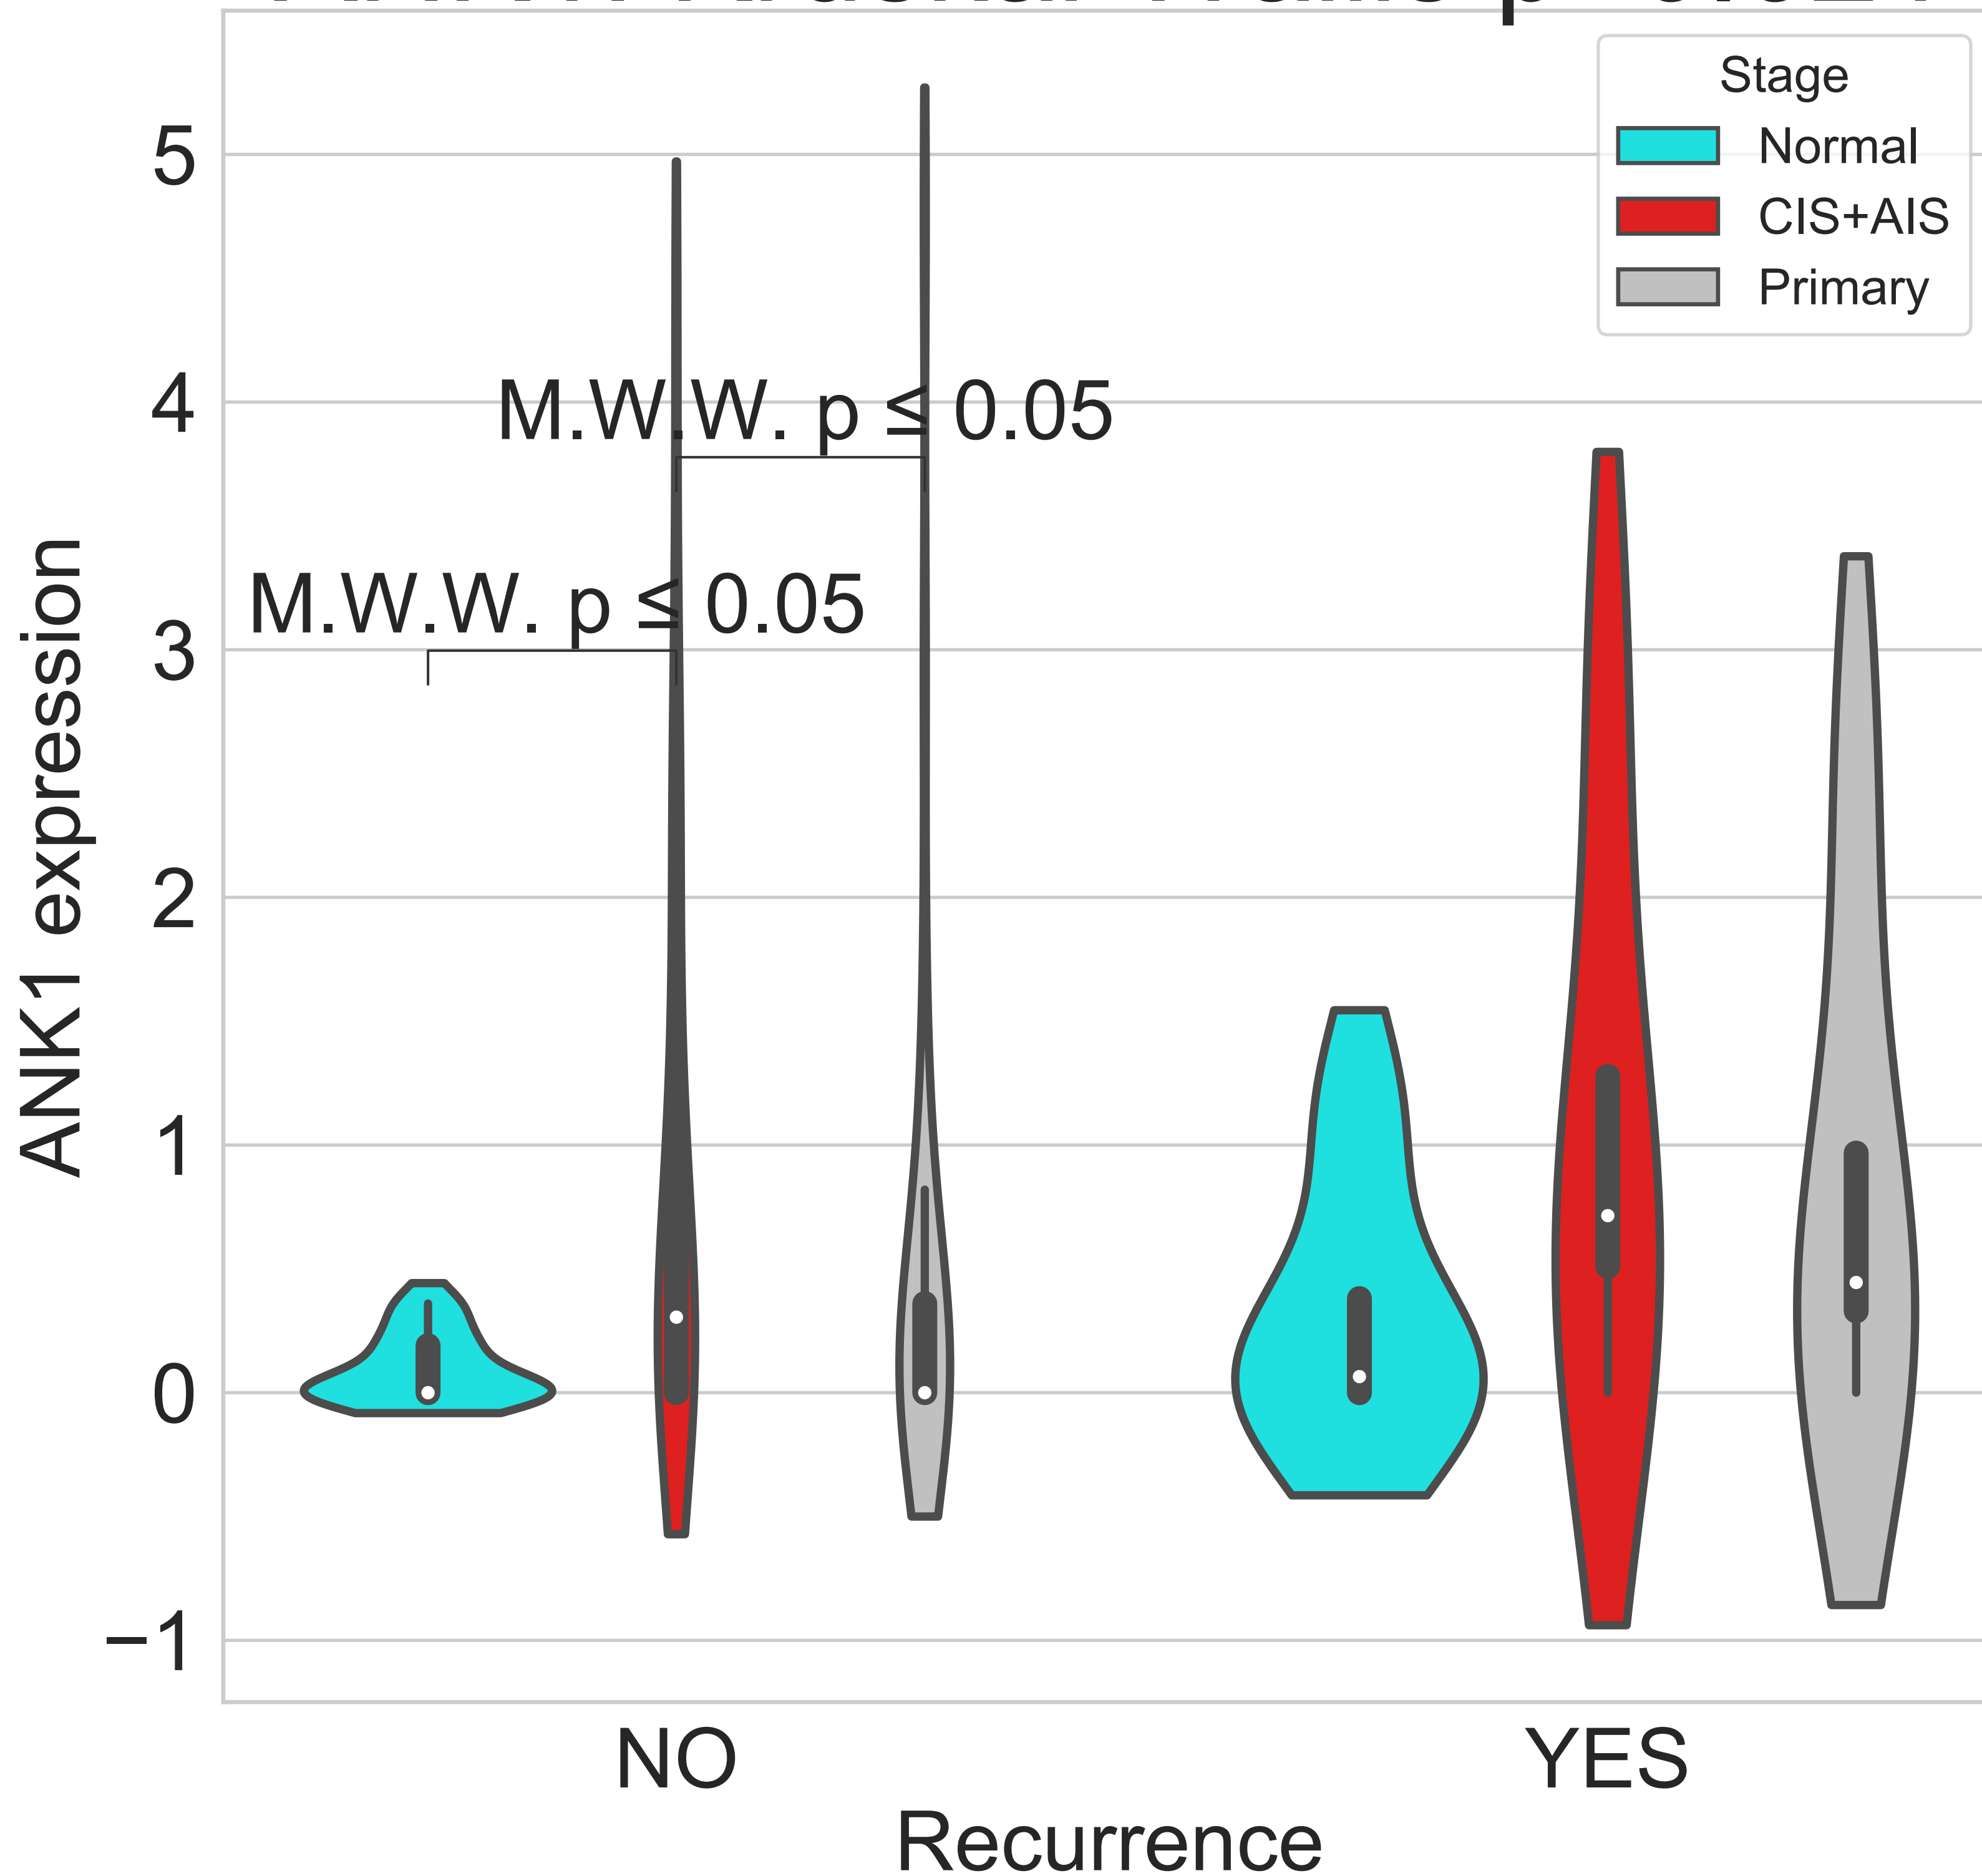 Stage
Normal
CIS+AIS
Primary
5
4
3
2
1
0
−1
M.W.W. p ≤ 0.05
M.W.W. p ≤ 0.05
ANK1 expression
NO
YES
Recurrence